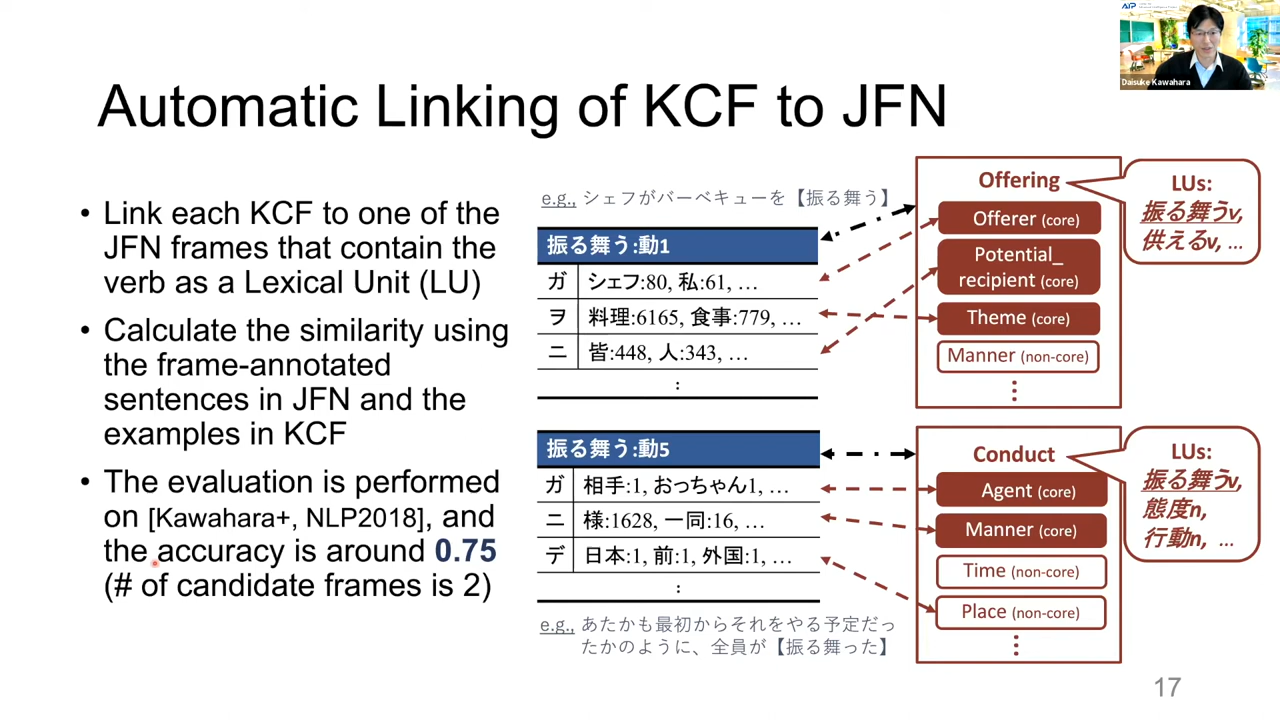 Automatic Linking of KCF to JFN
AIP
Daisuke Kawahara
• Link each KCF to one of the
JFN frames that contain the
verb as a Lexical Unit (LU)
• Calculate the similarity using
the frame-annotated
sentences in JFN and the
examples in KCF
• The evaluation is performed
on [Kawahara+, NLP2018], and
the accuracy is around 0.75
(# of candidate frames is 2)
e.g., シェフがバーベキューを【振る舞う】
振る舞う:動1
ガ シェフ:80, 私:61, …
ヲ 料理:6165, 食事:779, …
ニ 皆:448, 人:343, …
:
Offering
Offerer (core)
Potential_
recipient (core)
Theme (core)
Manner (non-core)
⋮
LUs:
振る舞うv,
供えるv, …
振る舞う:動5
ガ 相手:1, おっちゃん1, …
ニ 様:1628, 一同:16, …
デ 日本:1, 前:1, 外国:1, …
:
e.g., あたかも最初からそれをやる予定だっ
たかのように、全員が【振る舞った】
Conduct
Agent (core)
Manner (core)
Time (non-core)
Place (non-core)
⋮
LUs:
振る舞うv,
態度n,
行動n, …
17